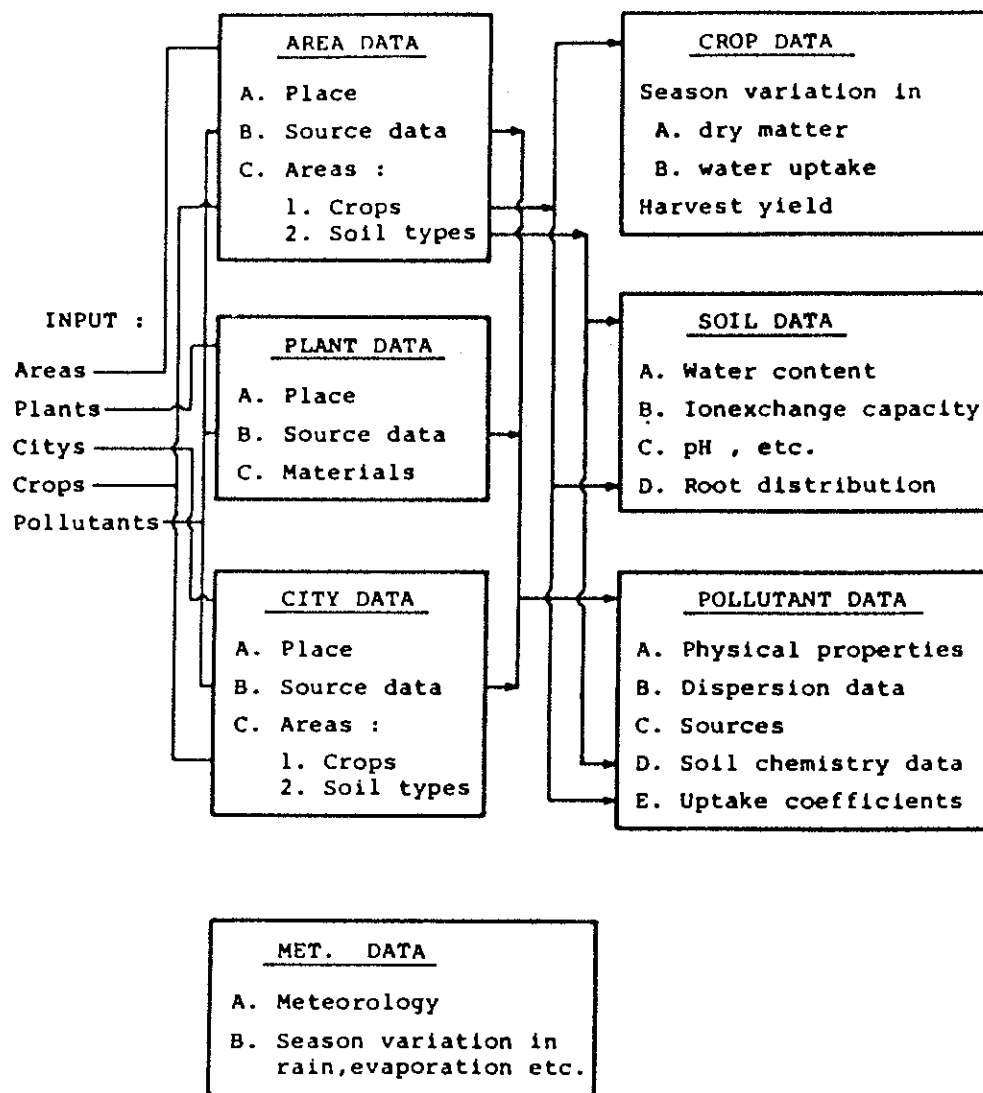 AREA DATA
A. Place
B. Source data
C. Areas :
1. Crops
2. Soil types
CROP DATA
Season variation in
A. dry matter
B. water uptake
Harvest yield
INPUT :
Areas
Plants
Citys
Crops
Pollutants
PLANT DATA
A. Place
B. Source data
C. Materials
SOIL DATA
A. Water content
B. Ionexchange capacity
C. pH , etc.
D. Root distribution
CITY DATA
A. Place
B. Source data
C. Areas :
1. Crops
2. Soil types
POLLUTANT DATA
A. Physical properties
B. Dispersion data
C. Sources
D. Soil chemistry data
E. Uptake coefficients
MET. DATA
A. Meteorology
B. Season variation in
rain,evaporation etc.